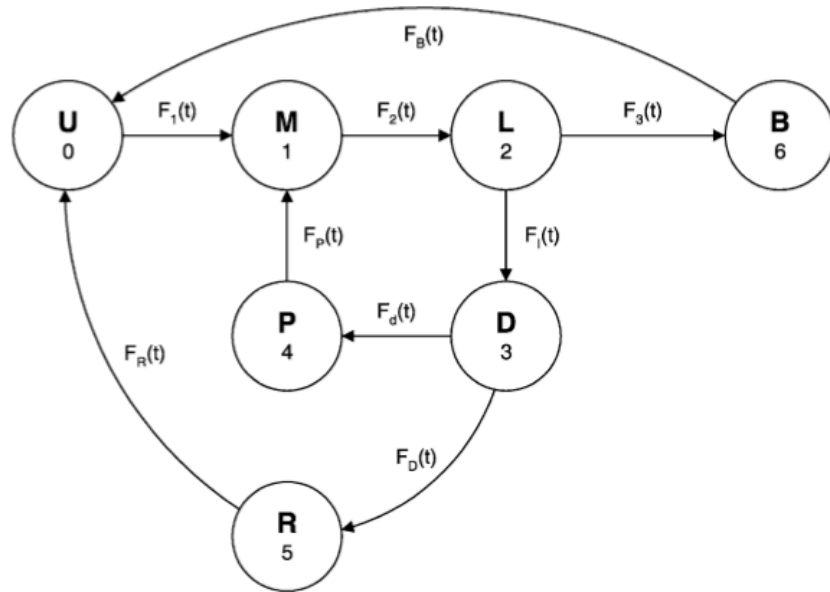 F_B(t)
U
0
F_1(t)
M
1
F_2(t)
L
2
F_3(t)
B
6
F_P(t)
F_I(t)
P
4
F_d(t)
D
3
F_R(t)
F_D(t)
R
5